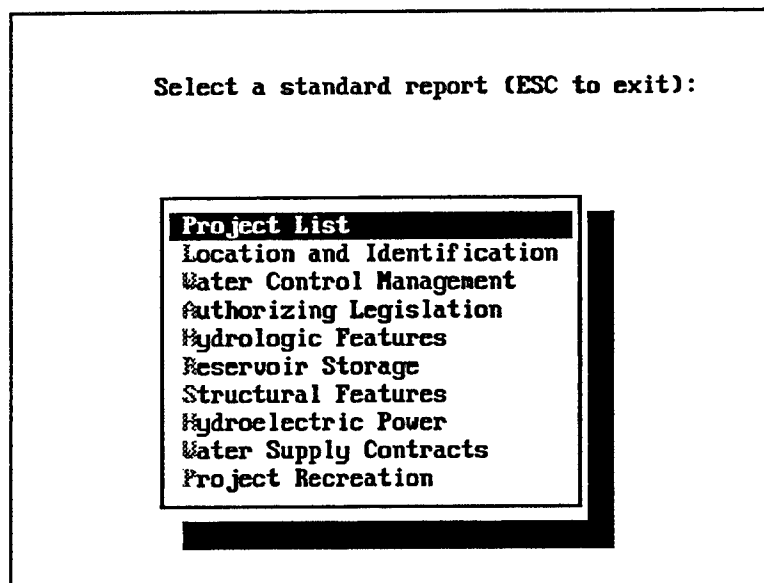 Select a standard report (ESC to exit):
Project List
Location and Identification
Water Control Management
Authorizing Legislation
Hydrologic Features
Reservoir Storage
Structural Features
Hydroelectric Power
Water Supply Contracts
Project Recreation